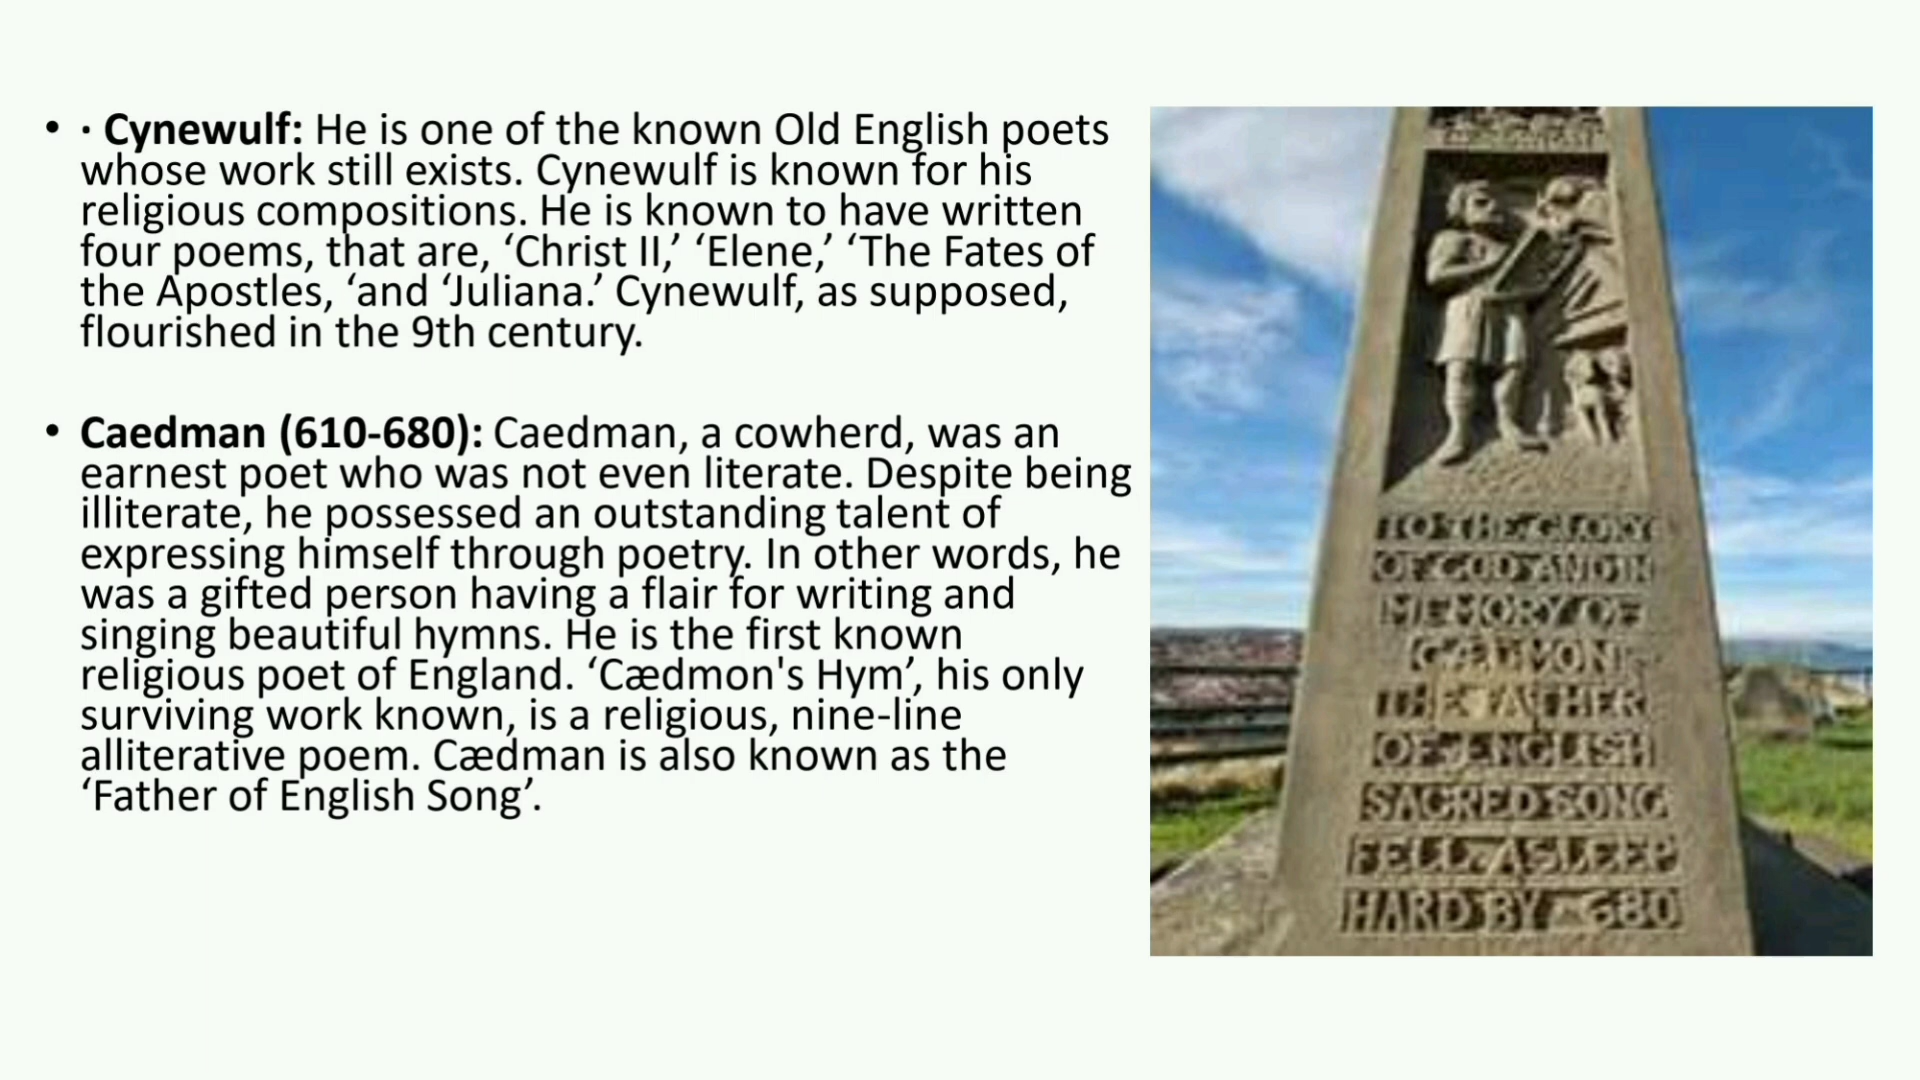 • · Cynewulf: He is one of the known Old English poets
whose work still exists. Cynewulf is known for his
religious compositions. He is known to have written
four poems, that are, ‘Christ II,’ ‘Elene,’ ‘The Fates of
the Apostles, ‘and ‘Juliana.’ Cynewulf, as supposed,
flourished in the 9th century.
• Caedman (610-680): Caedman, a cowherd, was an
earnest poet who was not even literate. Despite being
illiterate, he possessed an outstanding talent of
expressing himself through poetry. In other words, he
was a gifted person having a flair for writing and
singing beautiful hymns. He is the first known
religious poet of England. ‘Cædmon's Hym’, his only
surviving work known, is a religious, nine-line
alliterative poem. Cædman is also known as the
‘Father of English Song’.
TO THE GLORY
OF GOD AND IN
MEMORY OF
CÆDMON
THE FATHER
OF ENGLISH
SACRED SONG
FELL ASLEEP
HARD BY 680